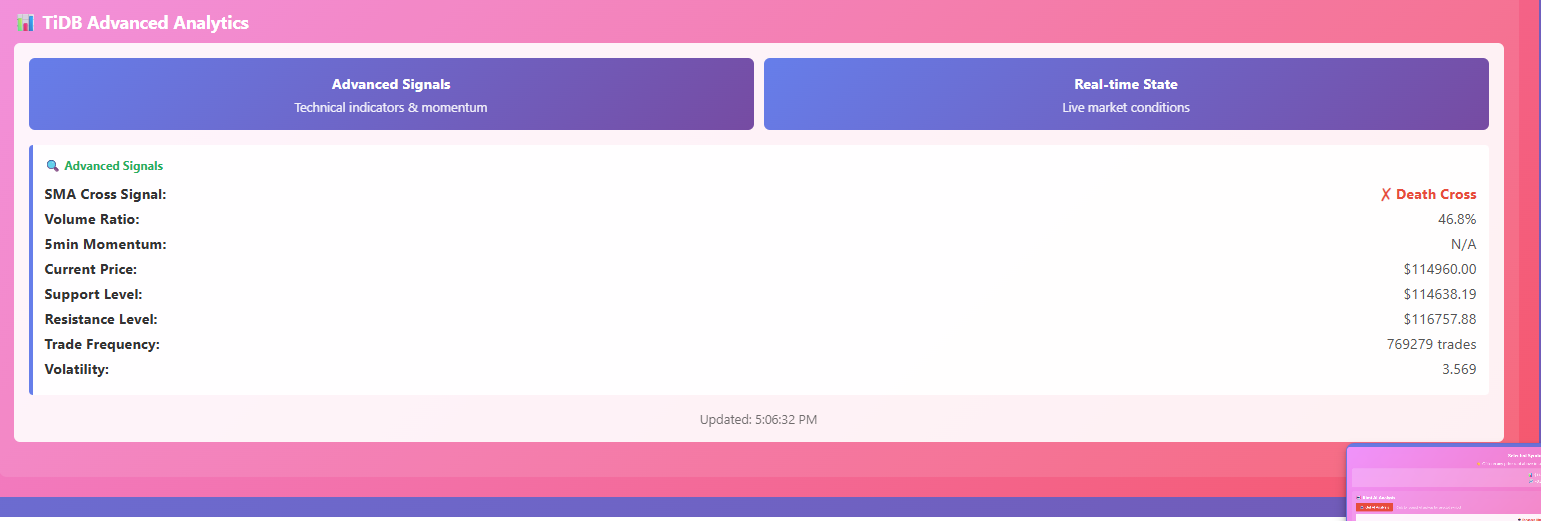 📊 TiDB Advanced Analytics
Advanced Signals
Technical indicators & momentum
Real-time State
Live market conditions
🔍 Advanced Signals
SMA Cross Signal: ✗ Death Cross
Volume Ratio: 46.8%
5min Momentum: N/A
Current Price: $114960.00
Support Level: $114638.19
Resistance Level: $116757.88
Trade Frequency: 769279 trades
Volatility: 3.569
Updated: 5:06:32 PM